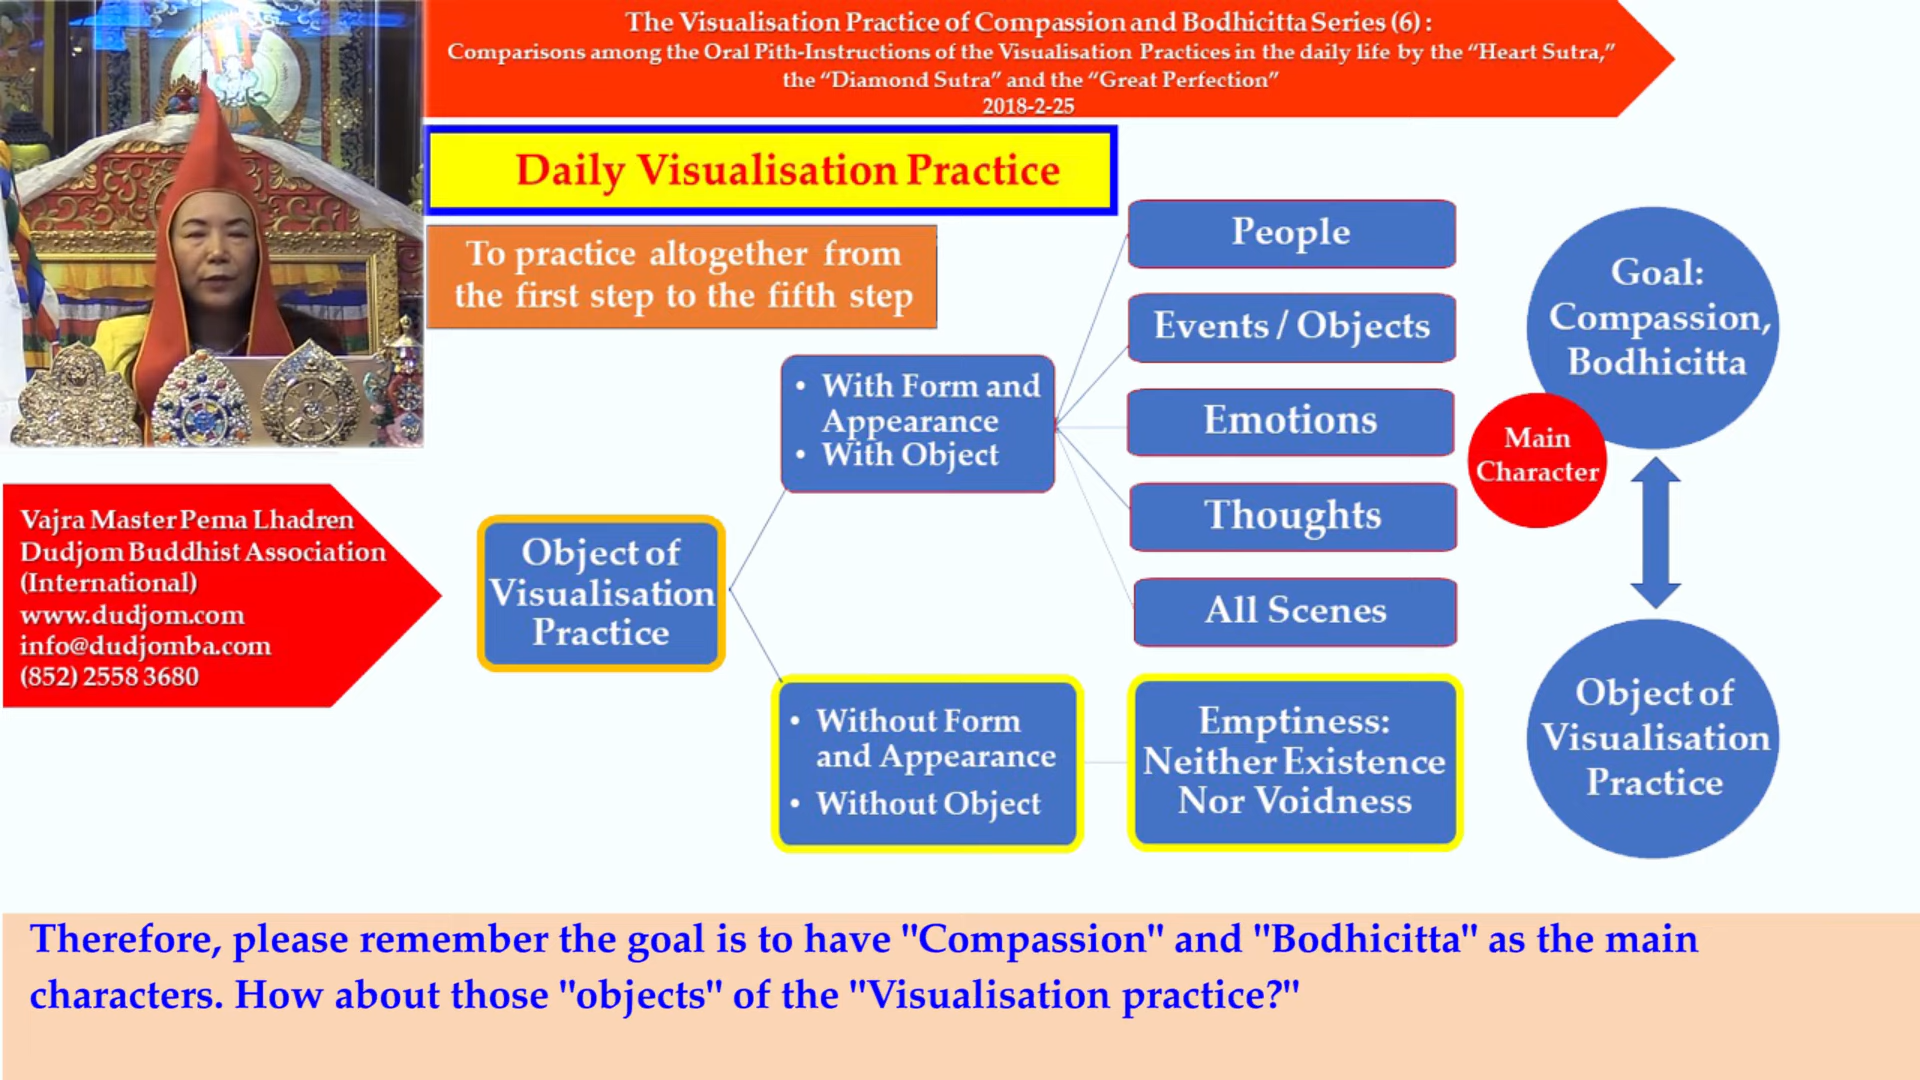 The Visualisation Practice of Compassion and Bodhicitta Series (6) :
Comparisons among the Oral Pith-Instructions of the Visualisation Practices in the daily life by the “Heart Sutra,”
the “Diamond Sutra” and the “Great Perfection”
2018-2-25
Daily Visualisation Practice
To practice altogether from
the first step to the fifth step
Vajra Master Pema Lhadren
Dudjom Buddhist Association
(International)
www.dudjom.com
info@dudjomba.com
(852) 2558 3680
Object of
Visualisation
Practice
• With Form and
Appearance
• With Object
• Without Form
and Appearance
• Without Object
People
Events / Objects
Emotions
Thoughts
All Scenes
Emptiness:
Neither Existence
Nor Voidness
Goal:
Compassion,
Bodhicitta
Main
Character
Object of
Visualisation
Practice
Therefore, please remember the goal is to have "Compassion" and "Bodhicitta" as the main
characters. How about those "objects" of the "Visualisation practice?"